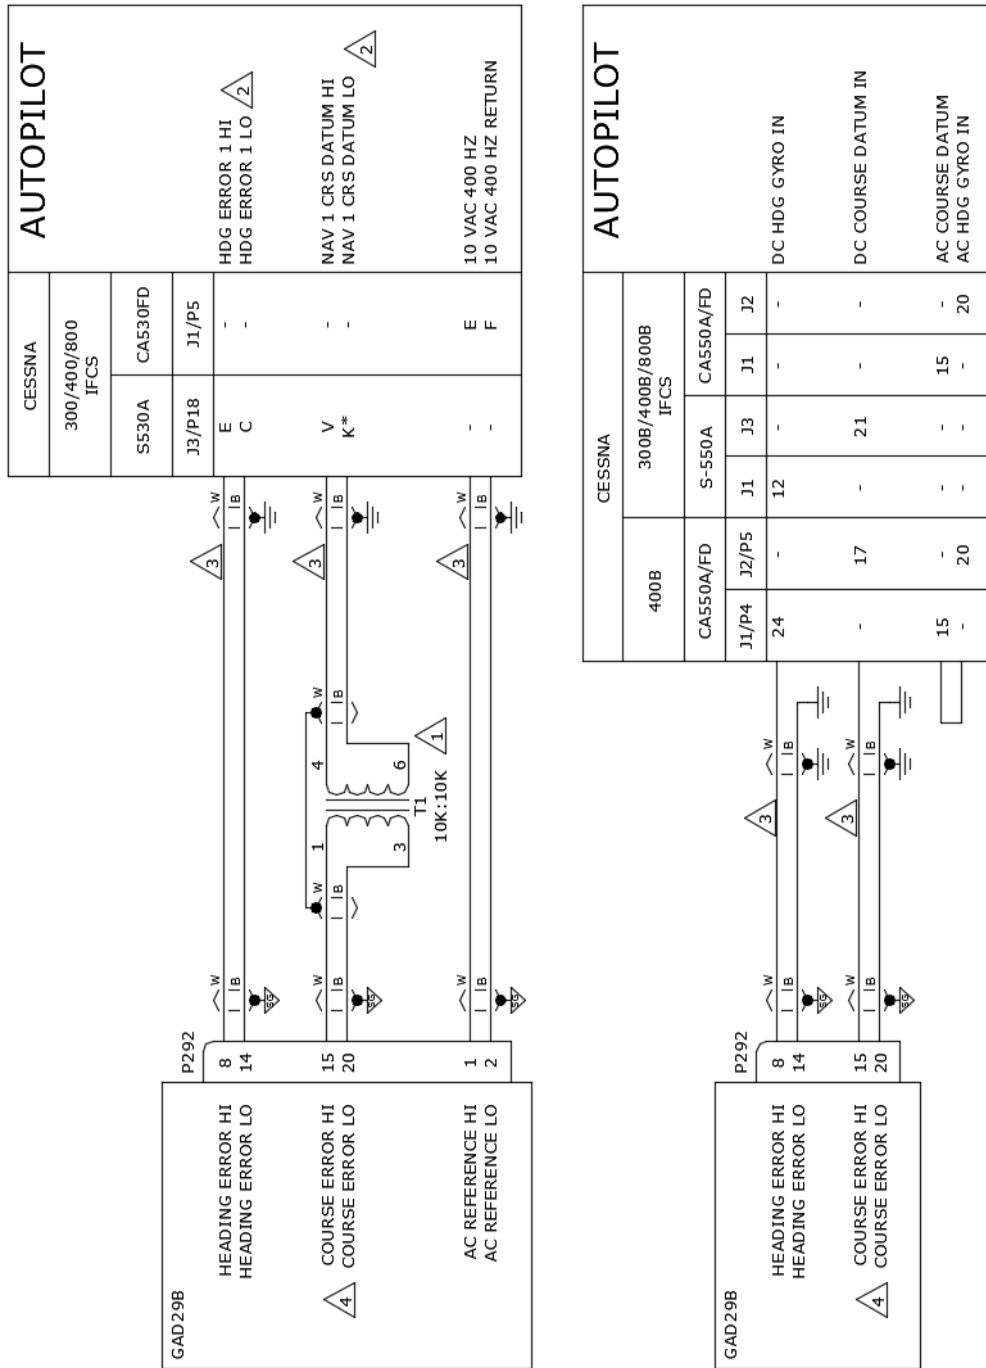 AUTOPILOT
CESSNA
300/400/800
IFCS
S530A CA530FD
J3/P18 J1/P5
E - HDG ERROR 1 HI
C - HDG ERROR 1 LO
2
V - NAV 1 CRS DATUM HI
K* - NAV 1 CRS DATUM LO
2
- E 10 VAC 400 HZ
- F 10 VAC 400 HZ RETURN
W W
B B
3
SG
W W W W
B B B B
3
SG
1 4
3 6
T1
10K:10K
1
W W
B B
3
SG
GAD29B
P292
HEADING ERROR HI 8
HEADING ERROR LO 14
COURSE ERROR HI 15
COURSE ERROR LO 20
4
AC REFERENCE HI 1
AC REFERENCE LO 2
AUTOPILOT
CESSNA
400B 300B/400B/800B
IFCS
CA550A/FD S-550A CA550A/FD
J1/P4 J2/P5 J1 J3 J1 J2
24 - 12 - - - DC HDG GYRO IN
- 17 - 21 - - DC COURSE DATUM IN
15 - - - 15 - AC COURSE DATUM
- 20 - - - 20 AC HDG GYRO IN
W W
B B
3
SG
W W
B B
3
SG
GAD29B
P292
HEADING ERROR HI 8
HEADING ERROR LO 14
COURSE ERROR HI 15
COURSE ERROR LO 20
4